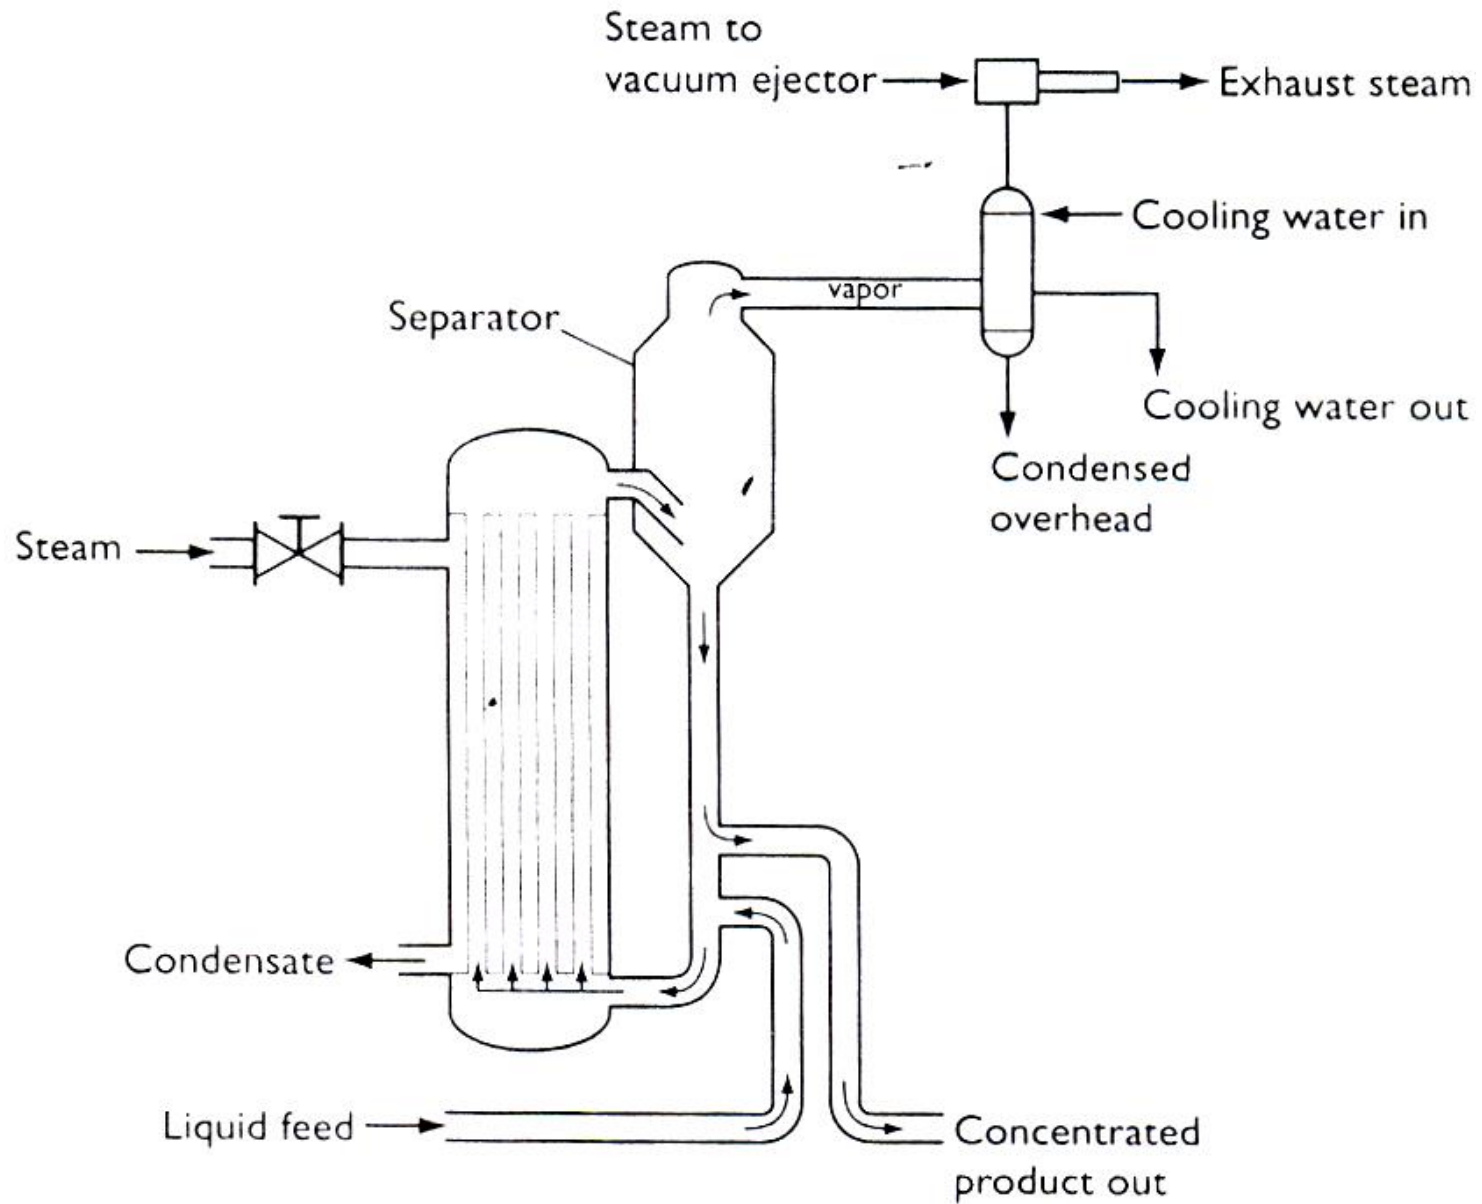 Steam to
vacuum ejector
Exhaust steam
Cooling water in
vapor
Separator
Cooling water out
Condensed
overhead
Steam
Condensate
Liquid feed
Concentrated
product out